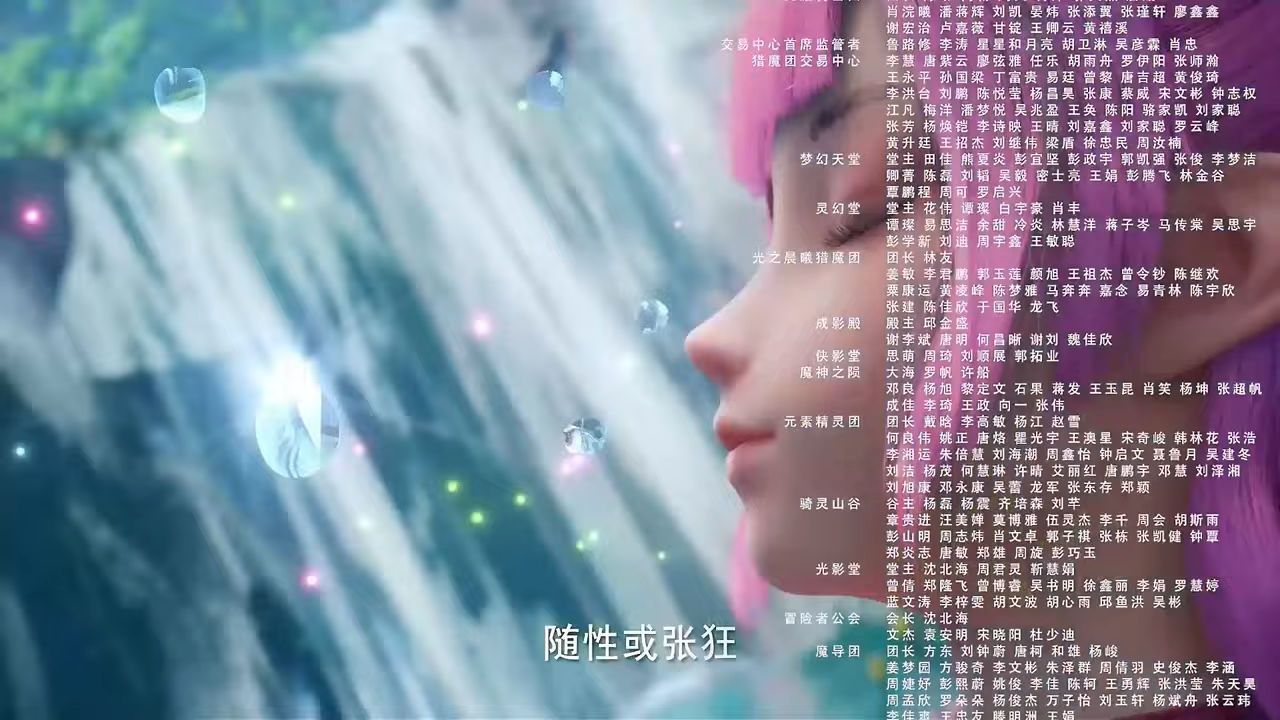 肖浣曦 潘蒋辉 刘凯 晏炜 张添翼 张瑾轩 廖鑫鑫
谢宏治 卢嘉薇 甘锭 王卿云 黄禧溪
交易中心首席监管者 鲁路修 李涛 星星和月亮 胡卫淋 吴彦霖 肖忠
猎魔团交易中心 李慧 唐紫云 廖弦雅 任乐 胡雨舟 罗伊阳 张师瀚
王永平 孙国梁 丁富贵 易廷 曾黎 唐吉超 黄俊琦
李洪台 刘鹏 陈悦莹 杨昌昊 张康 蔡威 宋文彬 钟志权
江凡 梅洋 潘梦悦 吴兆盈 王奂 陈阳 骆家凯 刘家聪
张芳 杨焕铠 李诗映 王晴 刘嘉鑫 刘家聪 罗云峰
黄升廷 王招杰 刘继伟 梁盾 徐忠民 周汝楠
梦幻天堂 堂主 田佳 熊夏炎 彭宜坚 彭政宇 郭凯强 张俊 李梦洁
卿菁 陈磊 刘韬 吴毅 密士亮 王娟 彭腾飞 林金谷
覃鹏程 周可 罗启兴
灵幻堂 堂主 花伟 谭璨 白宇豪 肖丰
谭璨 易思洁 余甜 冷炎 林慧洋 蒋子岑 马传棠 吴思宇
彭学新 刘迪 周宇鑫 王敏聪
光之晨曦猎魔团 团长 林友
姜敏 李君鹏 郭玉莲 颜旭 王祖杰 曾令钞 陈继欢
粟康运 黄凌峰 陈梦雅 马奔奔 嘉念 易青林 陈宇欣
张建 陈佳欣 于国华 龙飞
成影殿 殿主 邱金盛
谢李斌 唐明 何昌晰 谢刘 魏佳欣
侠影堂 思萌 周琦 刘顺展 郭拓业
魔神之陨 大海 罗帆 许船
邓良 杨旭 黎定文 石果 蒋发 王玉昆 肖笑 杨坤 张超帆
成佳 李琦 王政 向一 张伟
元素精灵团 团长 戴晗 李高敏 杨江 赵雪
何良伟 姚正 唐烙 瞿光宇 王澳星 宋奇峻 韩林花 张浩
李湘运 朱倍慧 刘海潮 周鑫怡 钟启文 聂鲁月 吴建冬
刘洁 杨茂 何慧琳 许晴 艾丽红 唐鹏宇 邓慧 刘泽湘
刘旭康 邓永康 吴蕾 龙军 张东存 郑颖
骑灵山谷 谷主 杨磊 杨震 齐培森 刘芊
章贵进 汪美婵 莫博雅 伍灵杰 李千 周会 胡斯雨
彭山明 周志炜 肖文卓 郭子祺 张栋 张凯健 钟覃
郑炎志 唐敏 郑雄 周旋 彭巧玉
光影堂 堂主 沈北海 周君灵 靳慧娟
曾倩 郑隆飞 曾博睿 吴书明 徐鑫丽 李娟 罗慧婷
蓝文涛 李梓雯 胡文波 胡心雨 邱鱼洪 吴彬
冒险者公会 会长 沈北海
文杰 袁安明 宋晓阳 杜少迪
魔导团 团长 方东 刘钟蔚 唐柯 和雄 杨峻
姜梦园 方骏奇 李文彬 朱泽群 周倩羽 史俊杰 李涵
周婕妤 彭熙蔚 姚俊 李佳 陈轲 王勇辉 张洪莹 朱天昊
周孟欣 罗朵朵 杨俊杰 万子怡 刘玉轩 杨斌舟 张云玮
随性或张狂